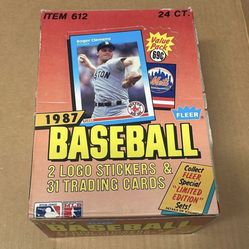 ITEM 612
24 CT.
Roger Clemens
Value
Pack
69¢
Mets
FLEER
1987
BASEBALL
2 LOGO STICKERS &
31 TRADING CARDS
Collect
FLEER
Special
"LIMITED
EDITION"
Sets!
BASEBALL